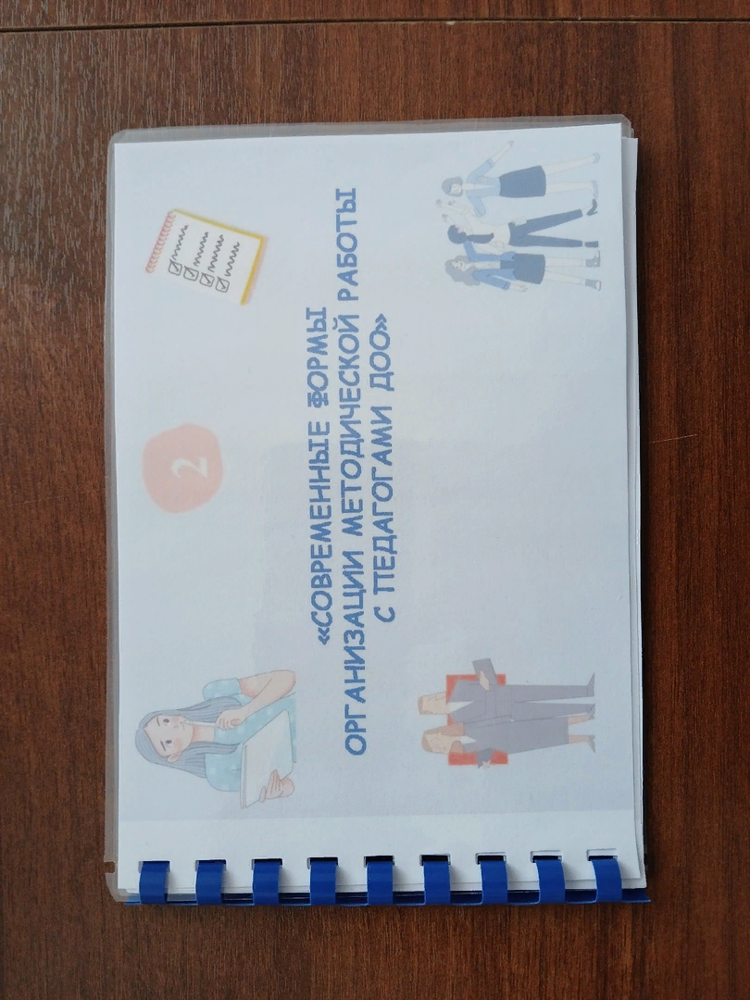 2
«СОВРЕМЕННЫЕ ФОРМЫ
ОРГАНИЗАЦИИ МЕТОДИЧЕСКОЙ РАБОТЫ
С ПЕДАГОГАМИ ДОО»